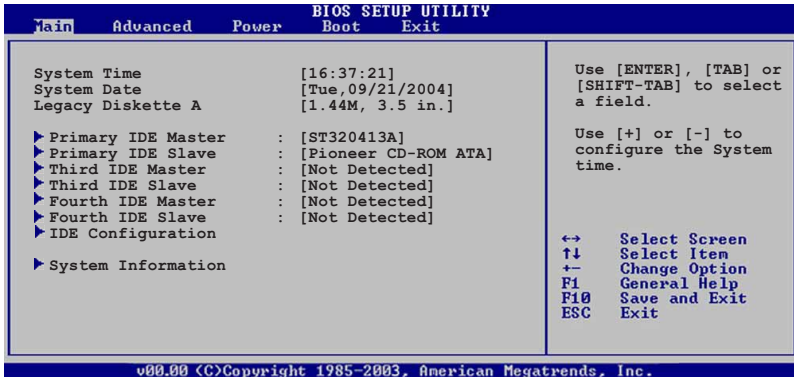 BIOS SETUP UTILITY
Main Advanced Power Boot Exit
System Time [16:37:21]
System Date [Tue,09/21/2004]
Legacy Diskette A [1.44M, 3.5 in.]
Primary IDE Master : [ST320413A]
Primary IDE Slave : [Pioneer CD-ROM ATA]
Third IDE Master : [Not Detected]
Third IDE Slave : [Not Detected]
Fourth IDE Master : [Not Detected]
Fourth IDE Slave : [Not Detected]
IDE Configuration
System Information
Use [ENTER], [TAB] or
[SHIFT-TAB] to select
a field.
Use [+] or [-] to
configure the System
time.
←→ Select Screen
↑↓ Select Item
+- Change Option
F1 General Help
F10 Save and Exit
ESC Exit
v00.00 (C)Copyright 1985-2003, American Megatrends, Inc.